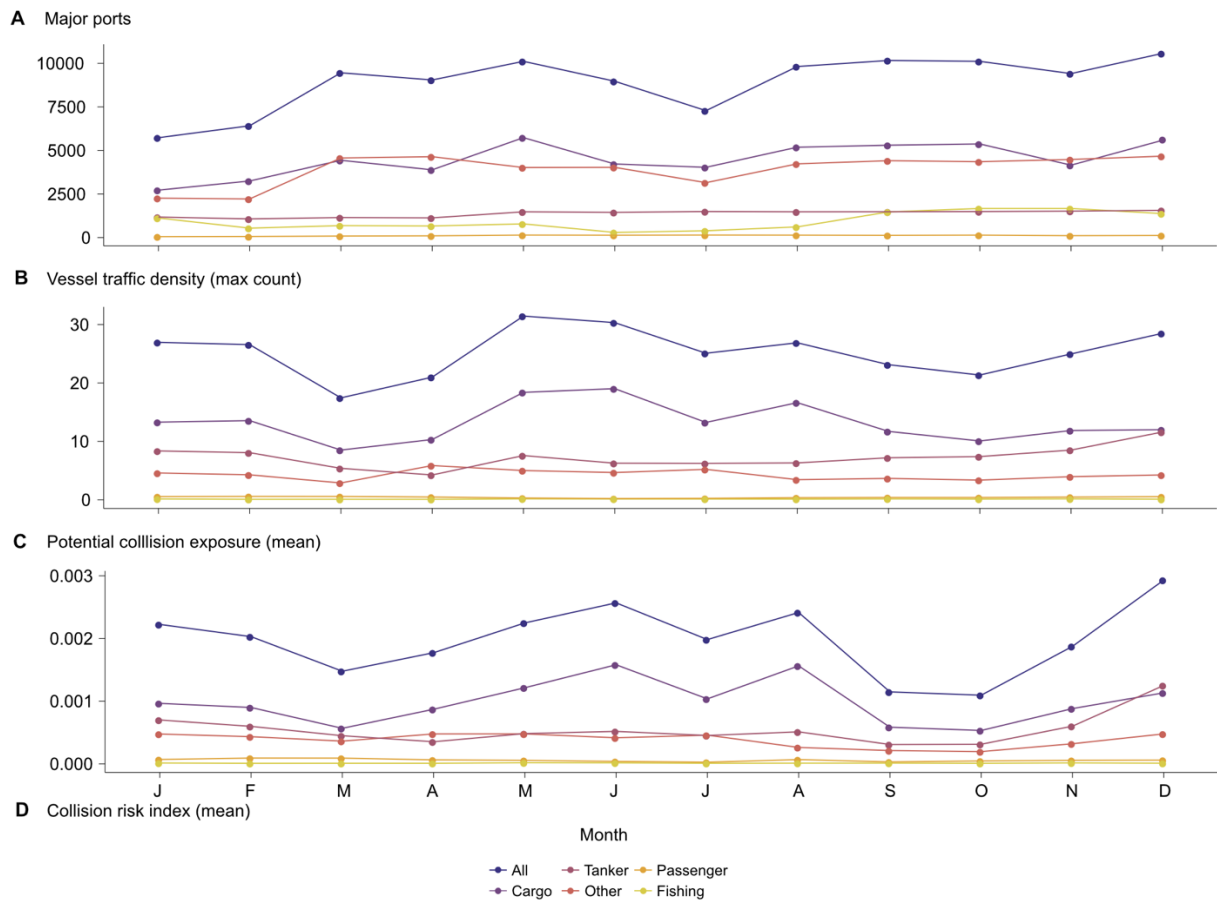 A Major ports
10000
7500
5000
2500
0
B Vessel traffic density (max count)
30
20
10
0
C Potential colllision exposure (mean)
0.003
0.002
0.001
0.000
J F M A M J J A S O N D
D Collision risk index (mean)
Month
All Tanker Passenger
Cargo Other Fishing